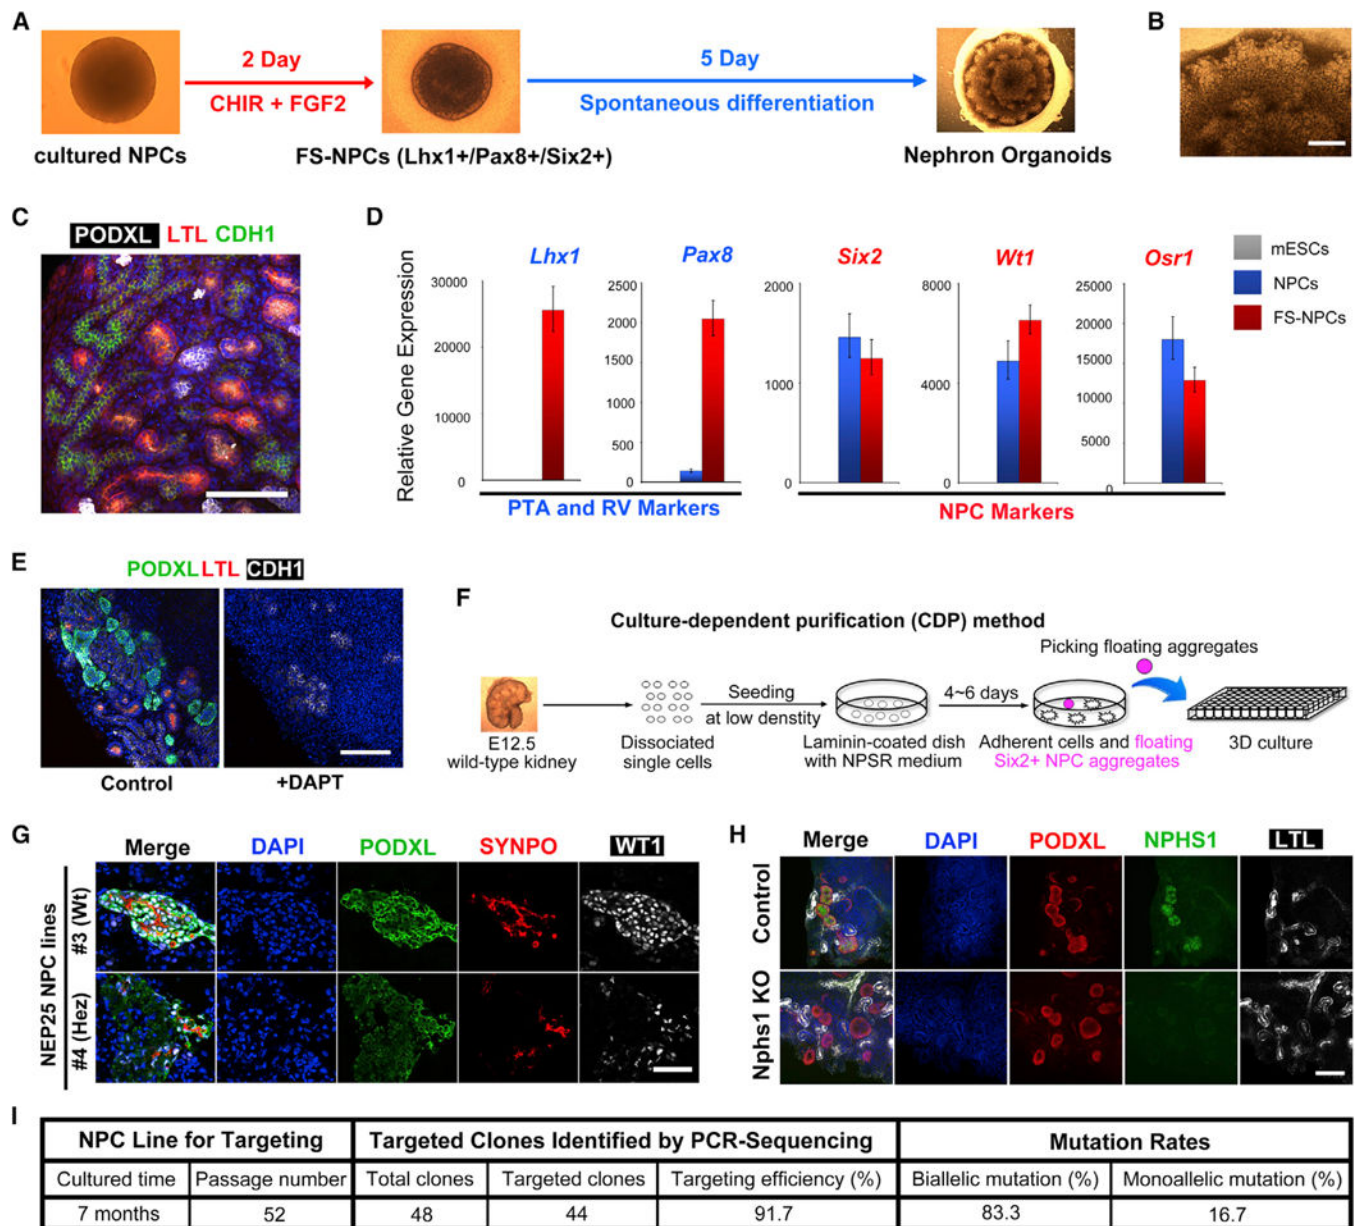 A
2 Day
CHIR + FGF2
5 Day
Spontaneous differentiation
cultured NPCs
FS-NPCs (Lhx1+/Pax8+/Six2+)
Nephron Organoids
B
C
PODXL LTL CDH1
D
Relative Gene Expression
Lhx1
30000
20000
10000
0
Pax8
2500
2000
1500
1000
500
0
Six2
2000
1000
0
Wt1
8000
4000
0
Osr1
25000
20000
15000
10000
5000
0
mESCs
NPCs
FS-NPCs
PTA and RV Markers
NPC Markers
E
PODXL LTL CDH1
Control
+DAPT
F
Culture-dependent purification (CDP) method
Picking floating aggregates
Seeding
at low denstity
4~6 days
E12.5
wild-type kidney
Dissociated
single cells
Laminin-coated dish
with NPSR medium
Adherent cells and floating
Six2+ NPC aggregates
3D culture
G
Merge DAPI PODXL SYNPO WT1
NEP25 NPC lines
#3 (Wt)
#4 (Hez)
H
Merge DAPI PODXL NPHS1 LTL
Control
Nphs1 KO
I
NPC Line for Targeting Targeted Clones Identified by PCR-Sequencing Mutation Rates
Cultured time Passage number Total clones Targeted clones Targeting efficiency (%) Biallelic mutation (%) Monoallelic mutation (%)
7 months 52 48 44 91.7 83.3 16.7